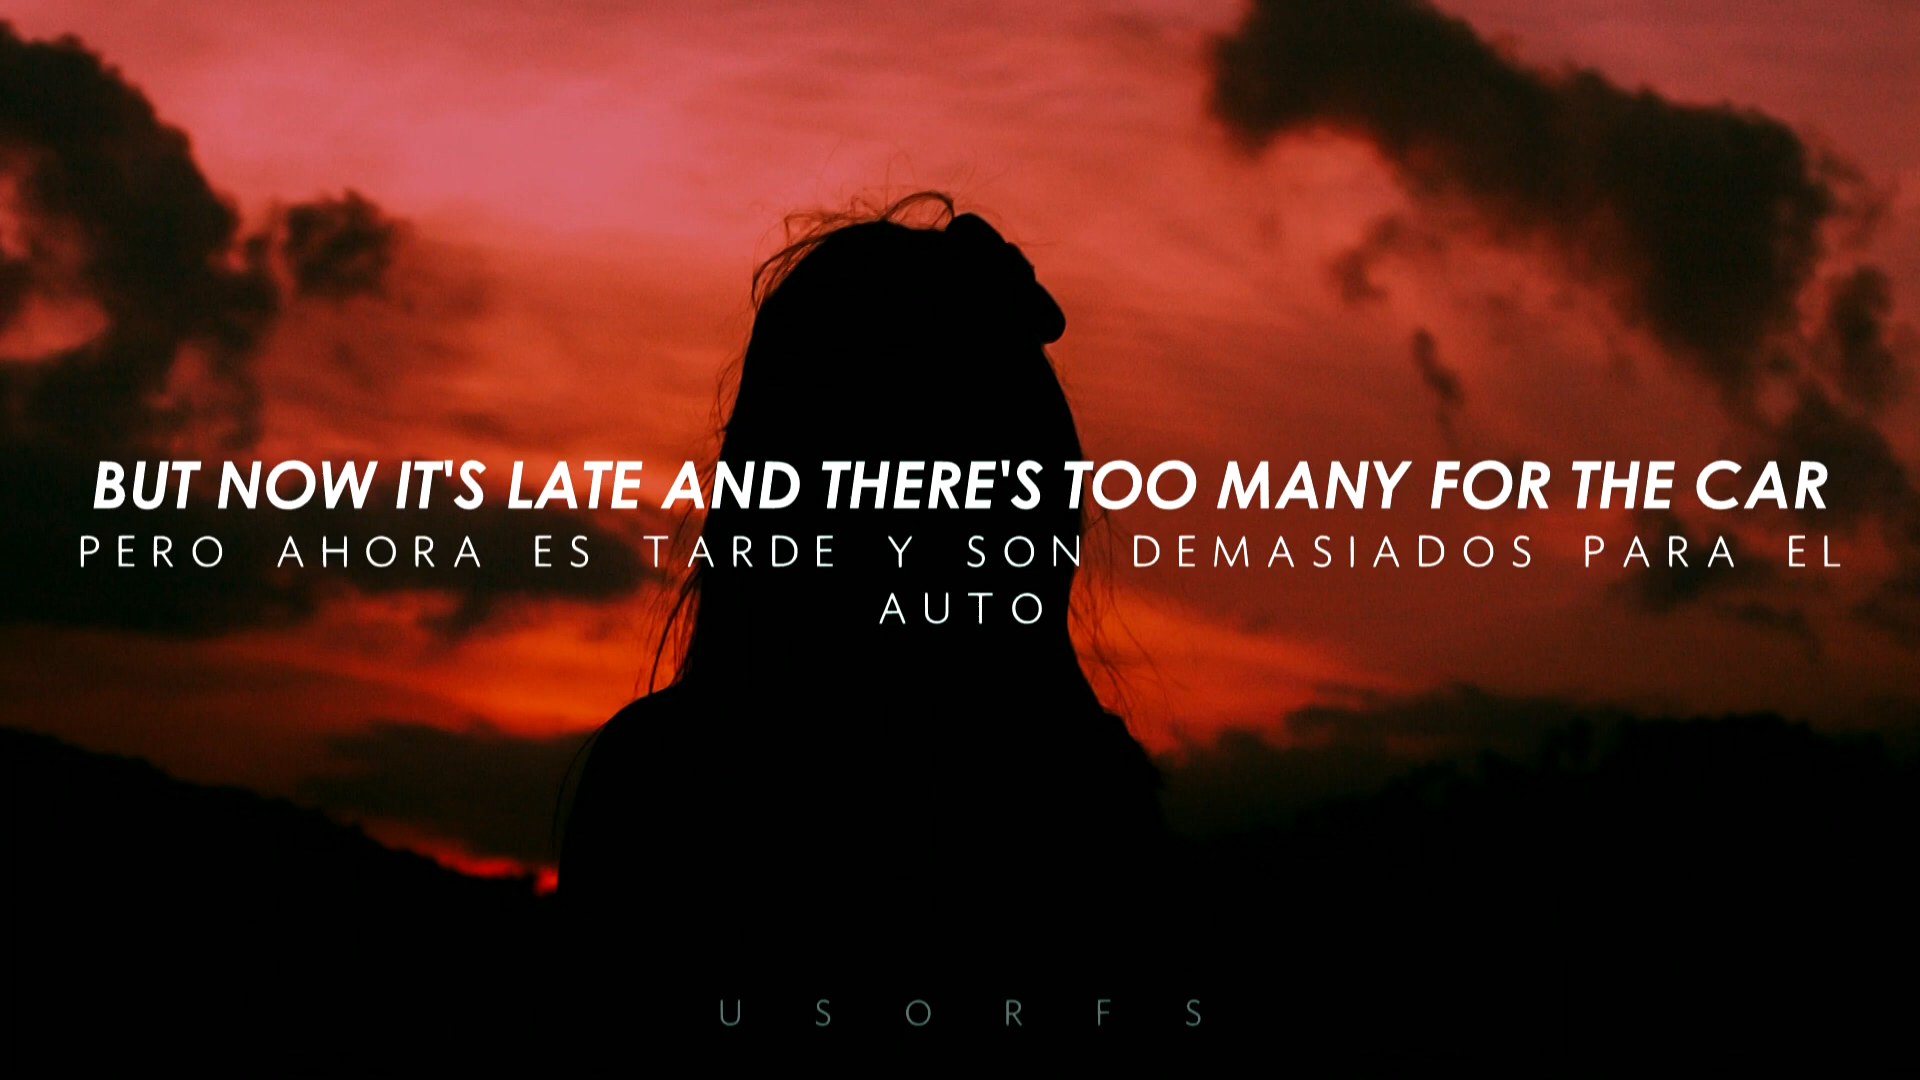 BUT NOW IT'S LATE AND THERE'S TOO MANY FOR THE CAR
PERO AHORA ES TARDE Y SON DEMASIADOS PARA EL
AUTO
USORFS